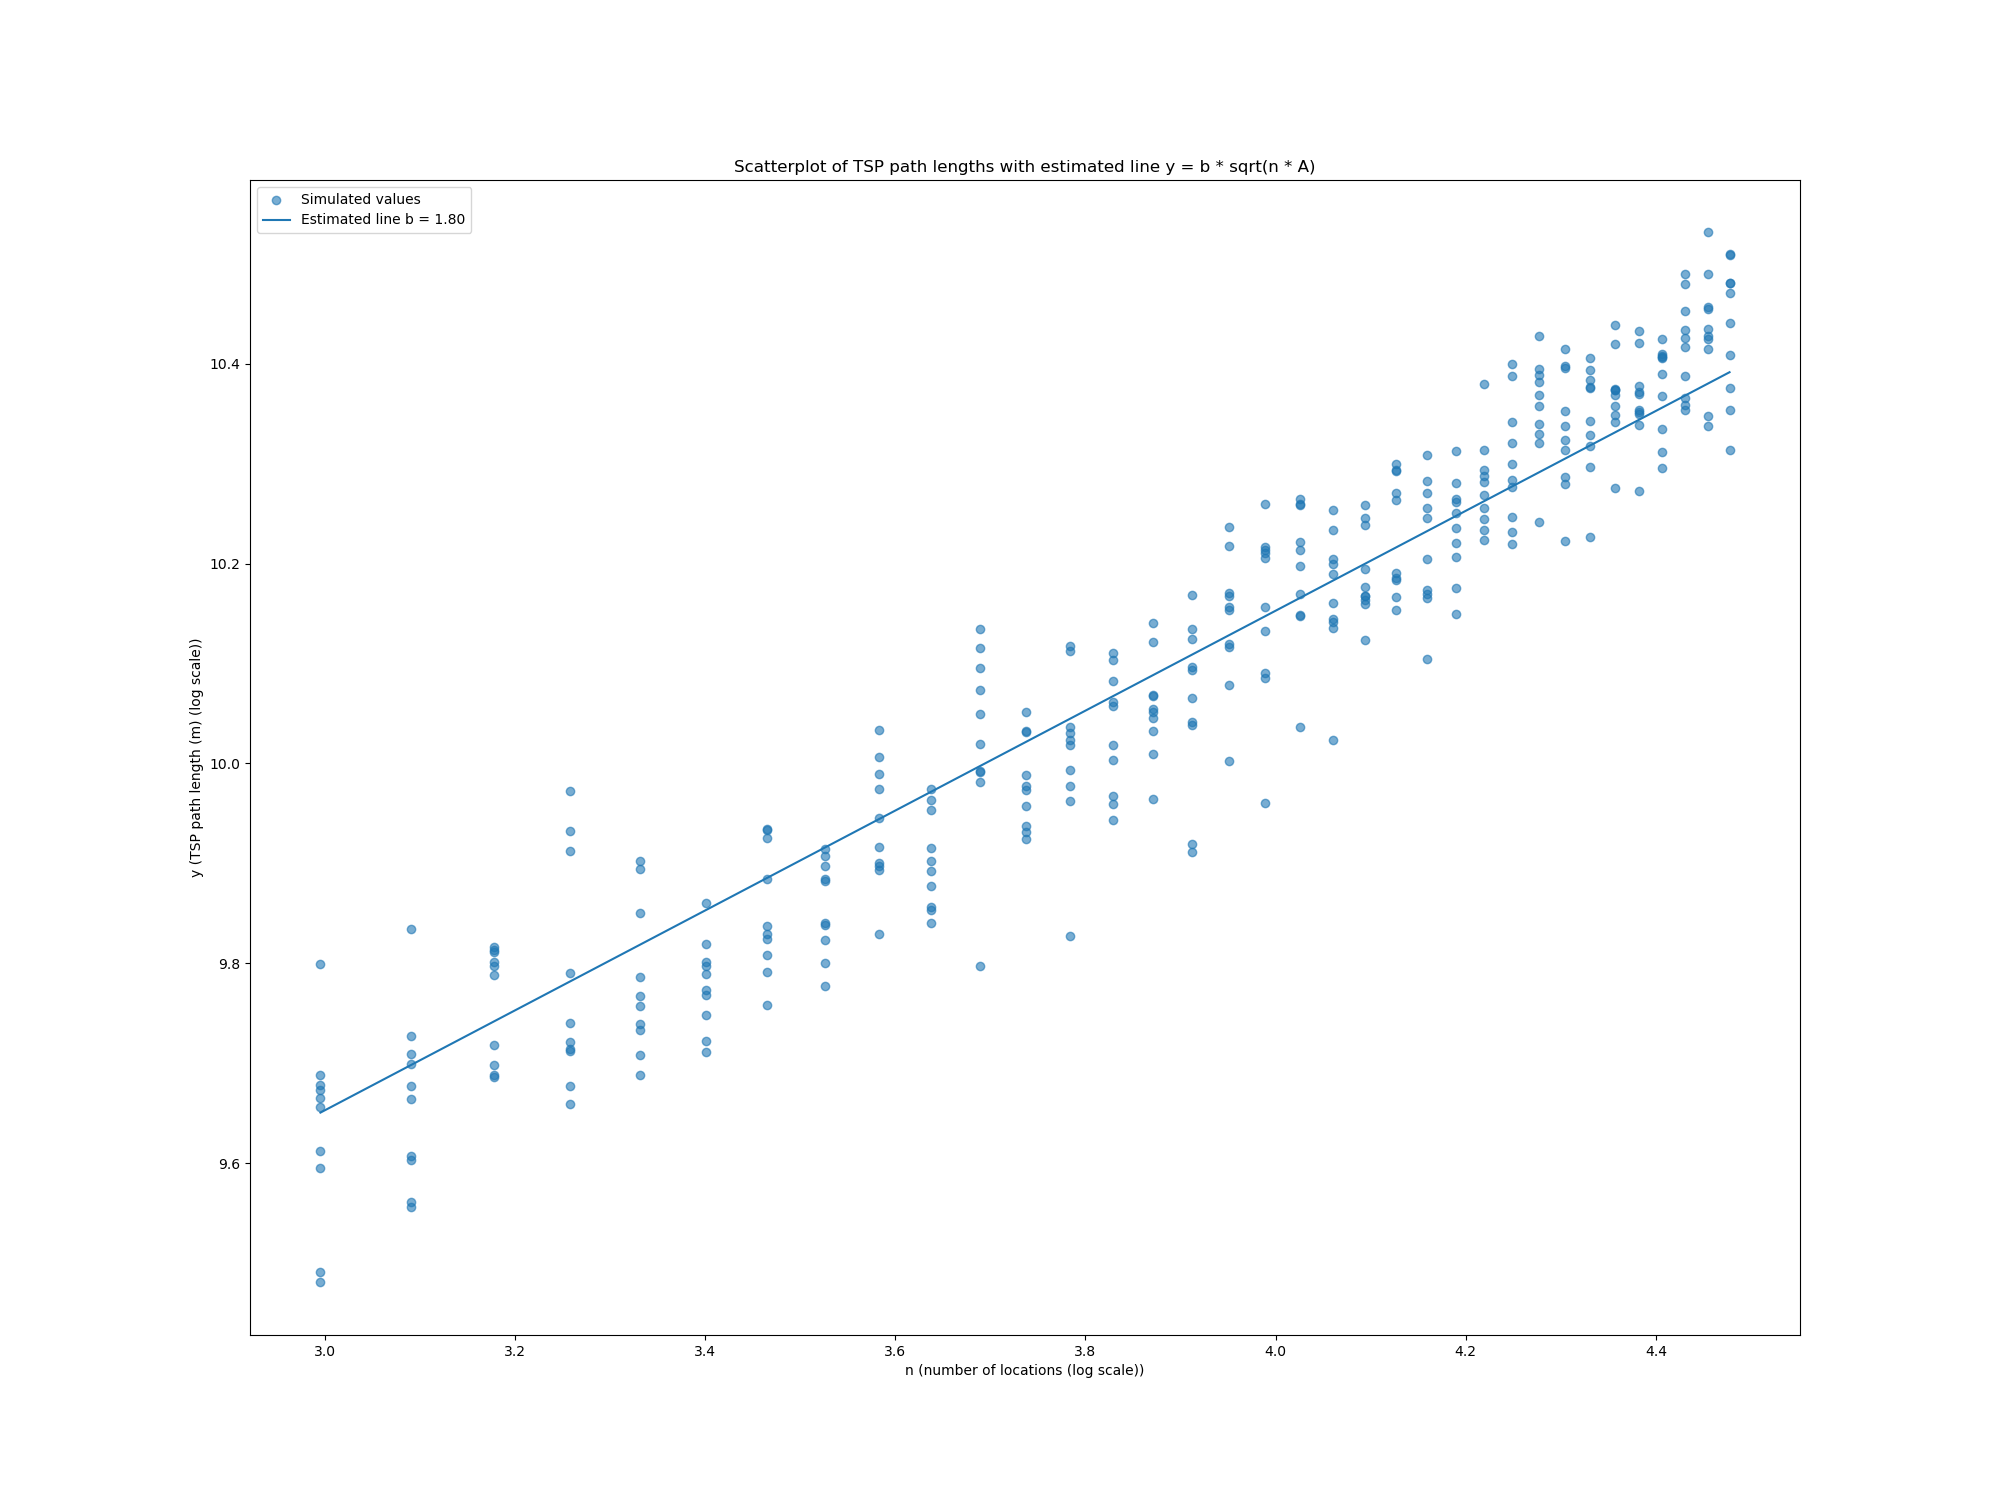 Scatterplot of TSP path lengths with estimated line y = b * sqrt(n * A)
Simulated values
Estimated line b = 1.80
10.4
10.2
10.0
9.8
9.6
y (TSP path length (m) (log scale))
3.0 3.2 3.4 3.6 3.8 4.0 4.2 4.4
n (number of locations (log scale))